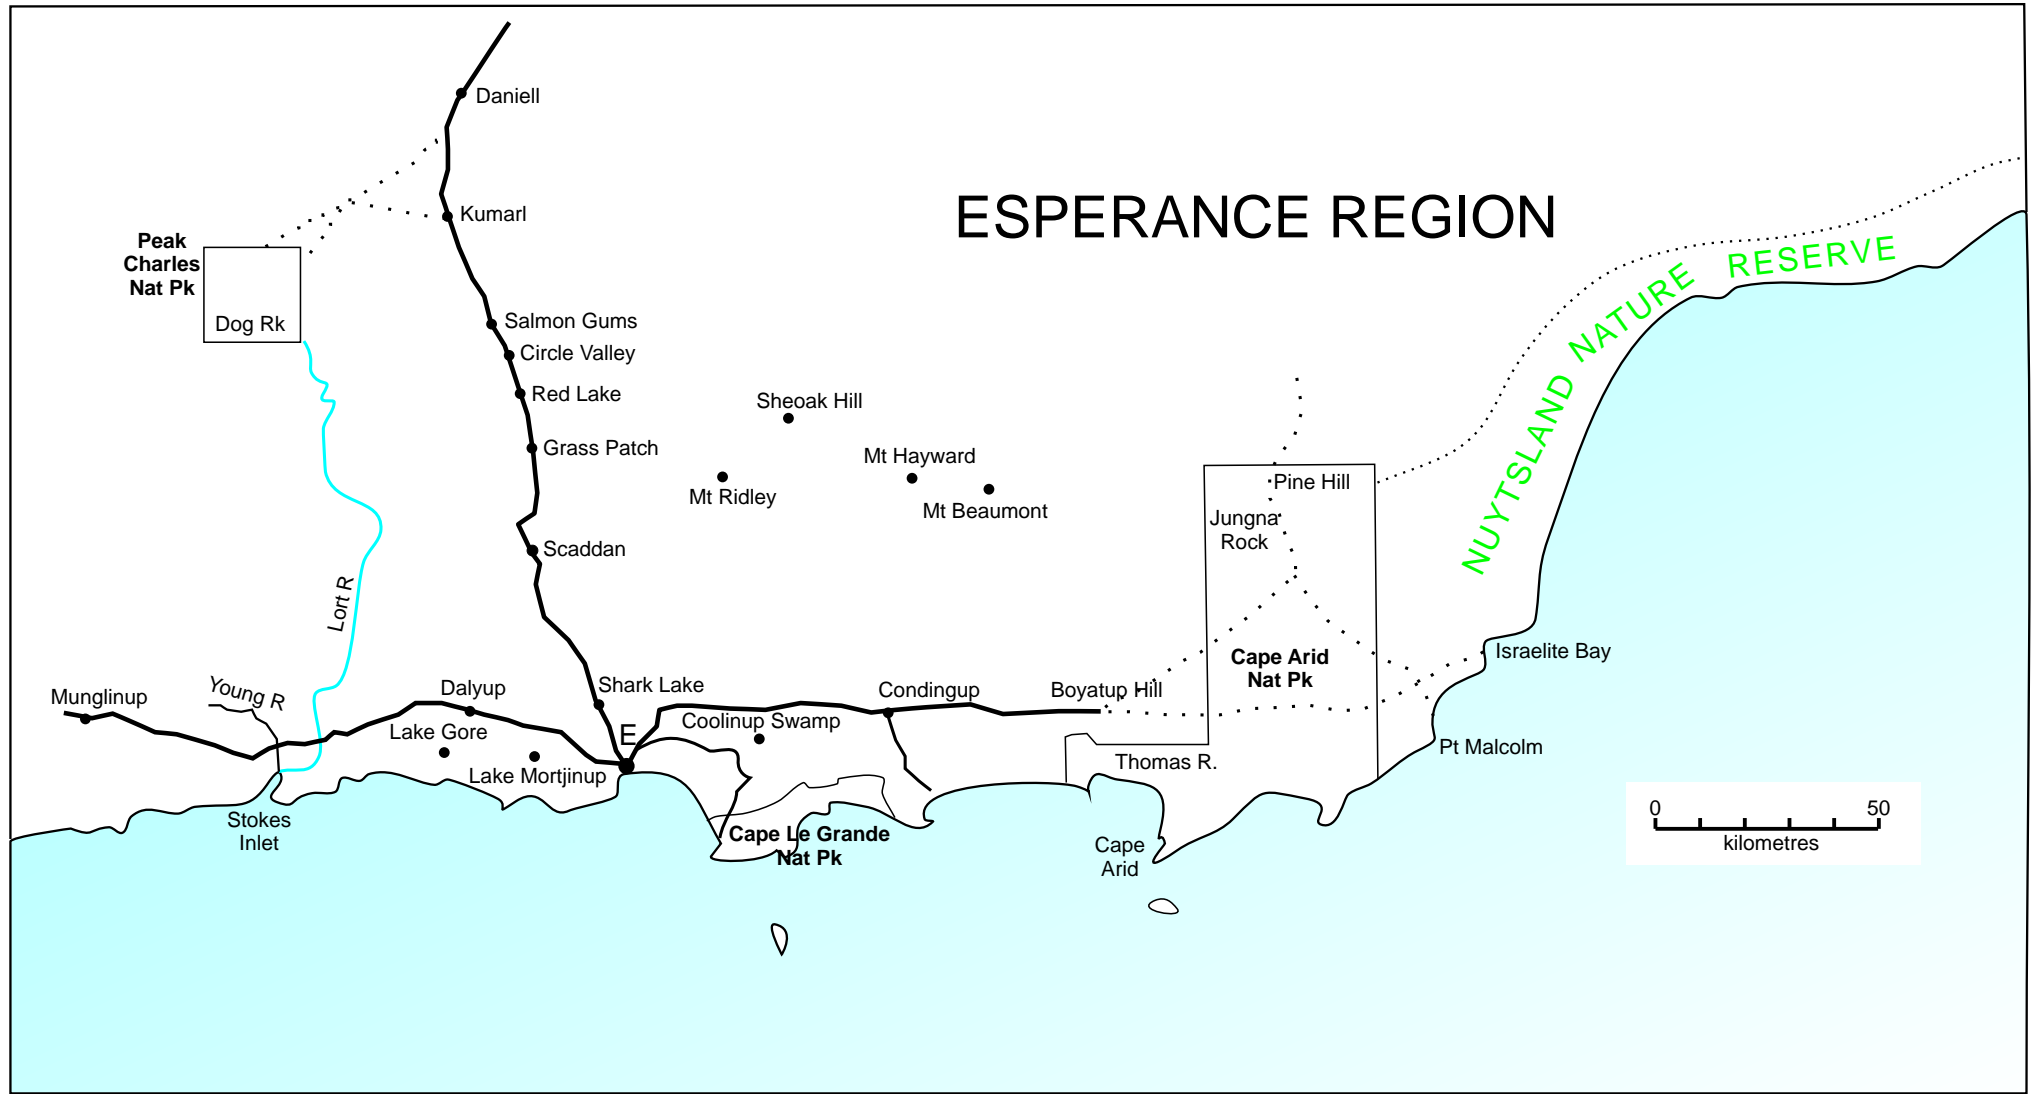 Daniell
ESPERANCE REGION
Kumarl
Peak
Charles
Nat Pk
NUYTSLAND NATURE RESERVE
Dog Rk
Salmon Gums
Circle Valley
Red Lake
Sheoak Hill
Grass Patch
Mt Hayward
Mt Ridley
Mt Beaumont
Pine Hill
Jungna
Rock
Scaddan
Lort R
Israelite Bay
Cape Arid
Nat Pk
Munglinup
Young R
Dalyup
Shark Lake
Condingup
Boyatup Hill
Coolinup Swamp
Lake Gore
E
Pt Malcolm
Thomas R.
Lake Mortjinup
Stokes
Inlet
Cape Le Grande
Nat Pk
Cape
Arid
0 50
kilometres